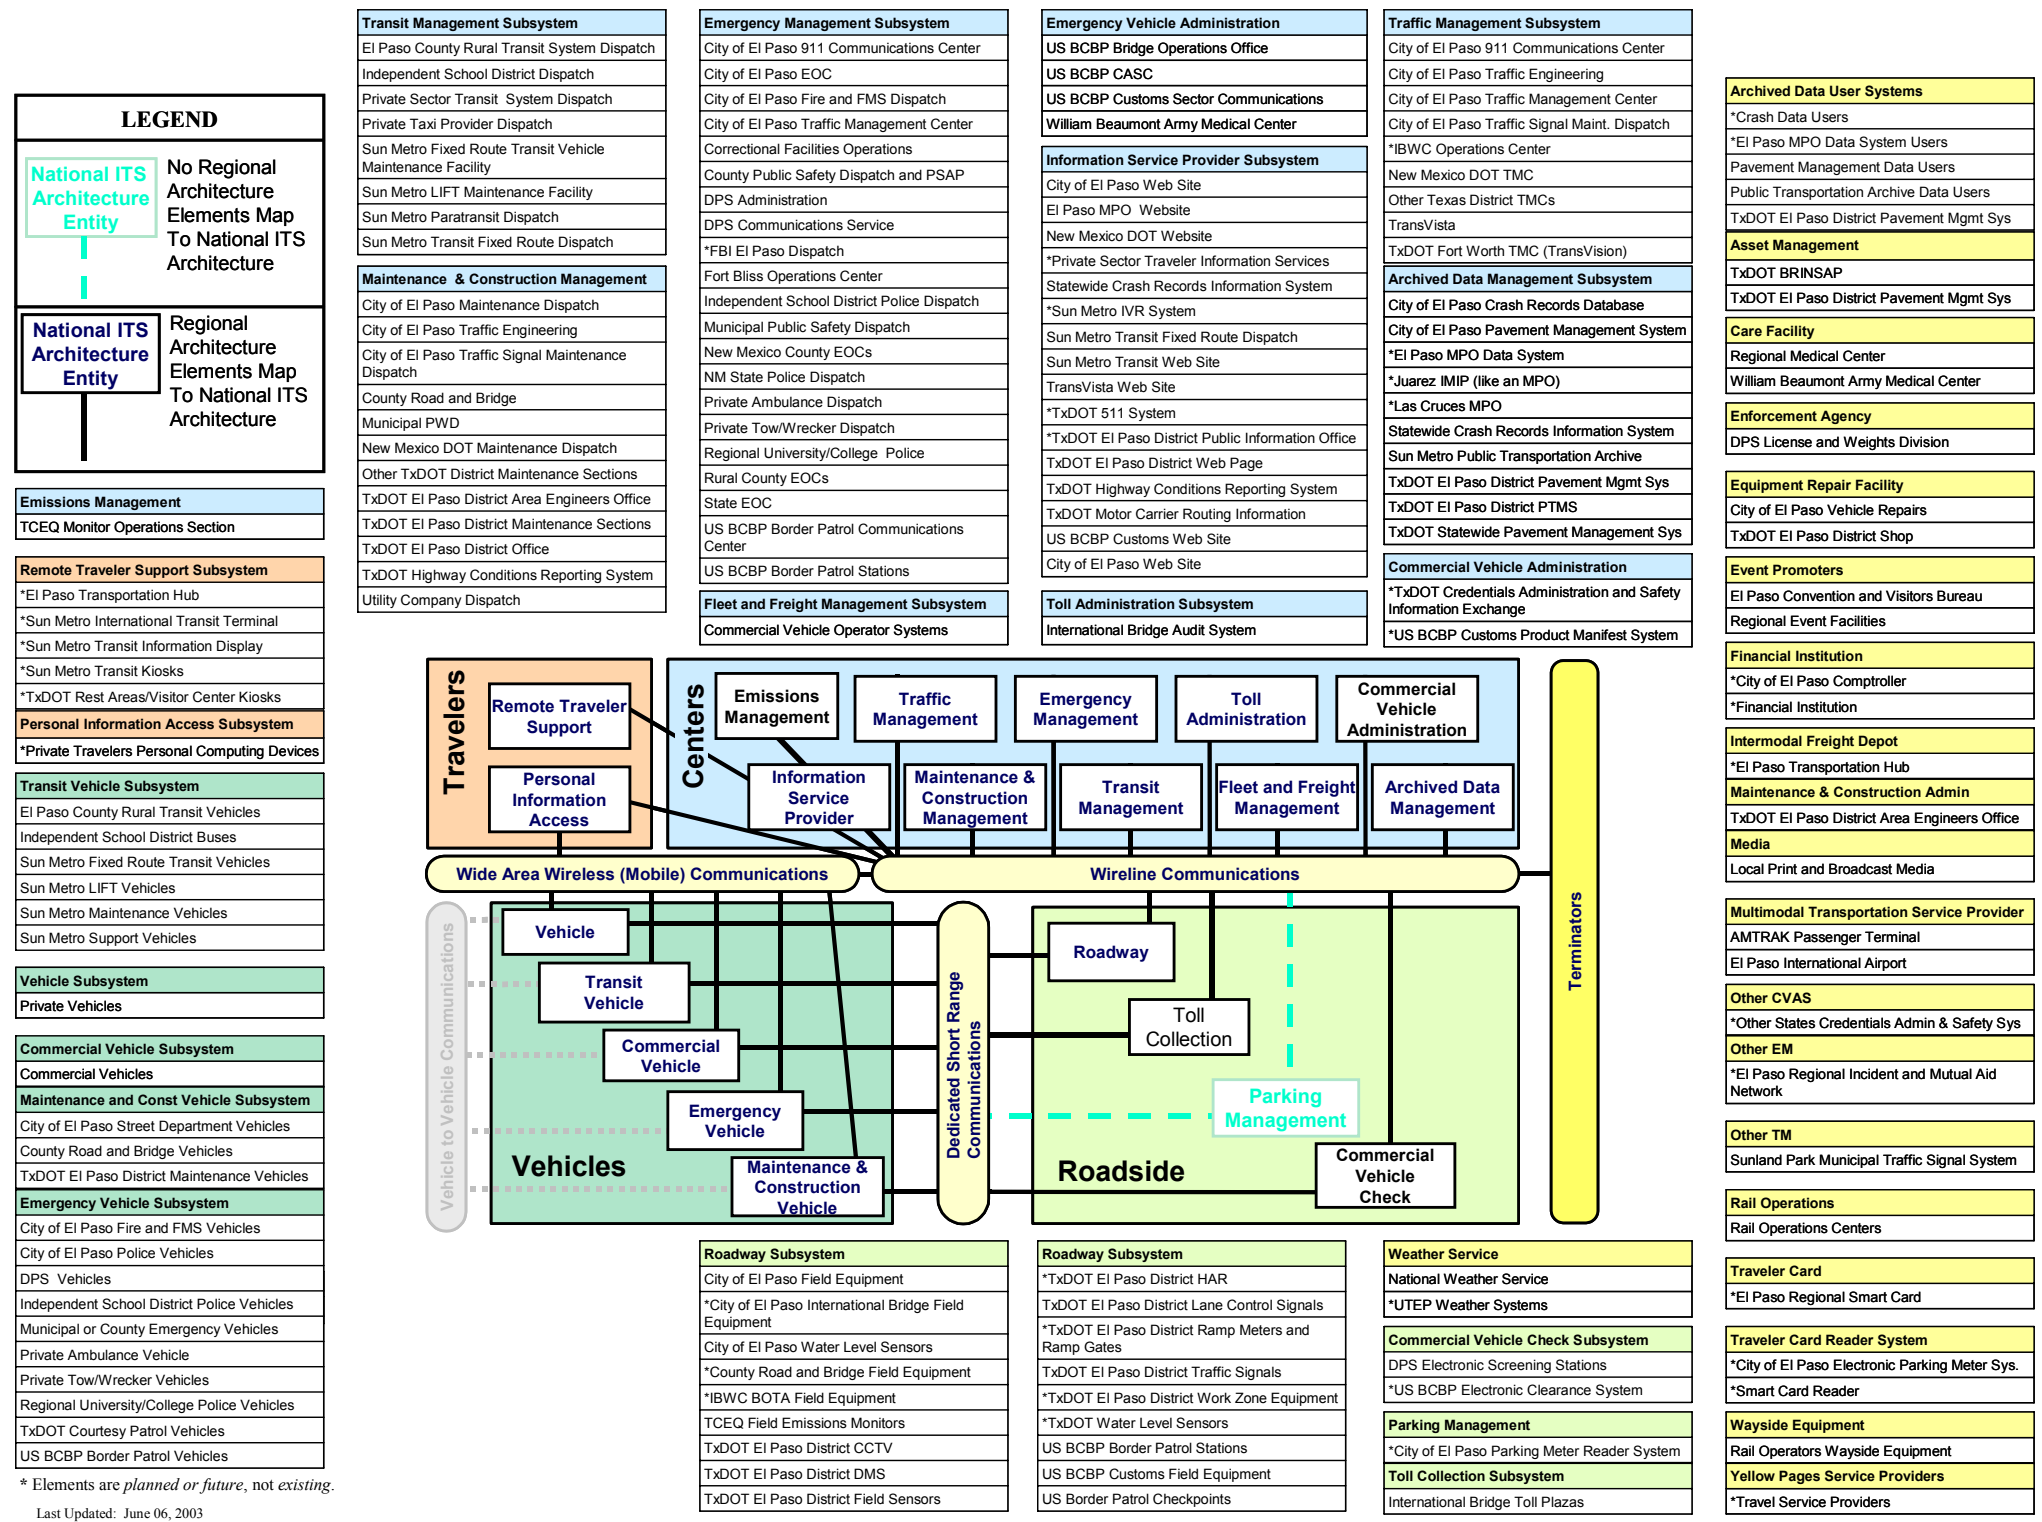 LEGEND
National ITS
Architecture
Entity
No Regional
Architecture
Elements Map
To National ITS
Architecture
National ITS
Architecture
Entity
Regional
Architecture
Elements Map
To National ITS
Architecture
Emissions Management
TCEQ Monitor Operations Section
Remote Traveler Support Subsystem
*El Paso Transportation Hub
*Sun Metro International Transit Terminal
*Sun Metro Transit Information Display
*Sun Metro Transit Kiosks
*TxDOT Rest Areas/Visitor Center Kiosks
Personal Information Access Subsystem
*Private Travelers Personal Computing Devices
Transit Vehicle Subsystem
El Paso County Rural Transit Vehicles
Independent School District Buses
Sun Metro Fixed Route Transit Vehicles
Sun Metro LIFT Vehicles
Sun Metro Maintenance Vehicles
Sun Metro Support Vehicles
Vehicle Subsystem
Private Vehicles
Commercial Vehicle Subsystem
Commercial Vehicles
Maintenance and Const Vehicle Subsystem
City of El Paso Street Department Vehicles
County Road and Bridge Vehicles
TxDOT El Paso District Maintenance Vehicles
Emergency Vehicle Subsystem
City of El Paso Fire and FMS Vehicles
City of El Paso Police Vehicles
DPS Vehicles
Independent School District Police Vehicles
Municipal or County Emergency Vehicles
Private Ambulance Vehicle
Private Tow/Wrecker Vehicles
Regional University/College Police Vehicles
TxDOT Courtesy Patrol Vehicles
US BCBP Border Patrol Vehicles
* Elements are planned or future, not existing.
Last Updated: June 06, 2003
Transit Management Subsystem
El Paso County Rural Transit System Dispatch
Independent School District Dispatch
Private Sector Transit System Dispatch
Private Taxi Provider Dispatch
Sun Metro Fixed Route Transit Vehicle
Maintenance Facility
Sun Metro LIFT Maintenance Facility
Sun Metro Paratransit Dispatch
Sun Metro Transit Fixed Route Dispatch
Maintenance & Construction Management
City of El Paso Maintenance Dispatch
City of El Paso Traffic Engineering
City of El Paso Traffic Signal Maintenance
Dispatch
County Road and Bridge
Municipal PWD
New Mexico DOT Maintenance Dispatch
Other TxDOT District Maintenance Sections
TxDOT El Paso District Area Engineers Office
TxDOT El Paso District Maintenance Sections
TxDOT El Paso District Office
TxDOT Highway Conditions Reporting System
Utility Company Dispatch
Emergency Management Subsystem
City of El Paso 911 Communications Center
City of El Paso EOC
City of El Paso Fire and FMS Dispatch
City of El Paso Traffic Management Center
Correctional Facilities Operations
County Public Safety Dispatch and PSAP
DPS Administration
DPS Communications Service
*FBI El Paso Dispatch
Fort Bliss Operations Center
Independent School District Police Dispatch
Municipal Public Safety Dispatch
New Mexico County EOCs
NM State Police Dispatch
Private Ambulance Dispatch
Private Tow/Wrecker Dispatch
Regional University/College Police
Rural County EOCs
State EOC
US BCBP Border Patrol Communications
Center
US BCBP Border Patrol Stations
Fleet and Freight Management Subsystem
Commercial Vehicle Operator Systems
Emergency Vehicle Administration
US BCBP Bridge Operations Office
US BCBP CASC
US BCBP Customs Sector Communications
William Beaumont Army Medical Center
Information Service Provider Subsystem
City of El Paso Web Site
El Paso MPO Website
New Mexico DOT Website
*Private Sector Traveler Information Services
Statewide Crash Records Information System
*Sun Metro IVR System
Sun Metro Transit Fixed Route Dispatch
Sun Metro Transit Web Site
TransVista Web Site
*TxDOT 511 System
*TxDOT El Paso District Public Information Office
TxDOT El Paso District Web Page
TxDOT Highway Conditions Reporting System
TxDOT Motor Carrier Routing Information
US BCBP Customs Web Site
City of El Paso Web Site
Toll Administration Subsystem
International Bridge Audit System
Traffic Management Subsystem
City of El Paso 911 Communications Center
City of El Paso Traffic Engineering
City of El Paso Traffic Management Center
City of El Paso Traffic Signal Maint. Dispatch
*IBWC Operations Center
New Mexico DOT TMC
Other Texas District TMCs
TransVista
TxDOT Fort Worth TMC (TransVision)
Archived Data Management Subsystem
City of El Paso Crash Records Database
City of El Paso Pavement Management System
*El Paso MPO Data System
*Juarez IMIP (like an MPO)
*Las Cruces MPO
Statewide Crash Records Information System
Sun Metro Public Transportation Archive
TxDOT El Paso District Pavement Mgmt Sys
TxDOT El Paso District PTMS
TxDOT Statewide Pavement Management Sys
Commercial Vehicle Administration
*TxDOT Credentials Administration and Safety
Information Exchange
*US BCBP Customs Product Manifest System
Travelers
Remote Traveler
Support
Personal
Information
Access
Centers
Emissions
Management
Traffic
Management
Emergency
Management
Toll
Administration
Commercial
Vehicle
Administration
Information
Service
Provider
Maintenance &
Construction
Management
Transit
Management
Fleet and Freight
Management
Archived Data
Management
Wide Area Wireless (Mobile) Communications
Wireline Communications
Terminators
Vehicle to Vehicle Communications
Vehicle
Transit
Vehicle
Commercial
Vehicle
Emergency
Vehicle
Maintenance &
Construction
Vehicle
Vehicles
Dedicated Short Range
Communications
Roadway
Toll
Collection
Parking
Management
Commercial
Vehicle
Check
Roadside
Roadway Subsystem
City of El Paso Field Equipment
*City of El Paso International Bridge Field
Equipment
City of El Paso Water Level Sensors
*County Road and Bridge Field Equipment
*IBWC BOTA Field Equipment
TCEQ Field Emissions Monitors
TxDOT El Paso District CCTV
TxDOT El Paso District DMS
TxDOT El Paso District Field Sensors
Roadway Subsystem
*TxDOT El Paso District HAR
TxDOT El Paso District Lane Control Signals
*TxDOT El Paso District Ramp Meters and
Ramp Gates
TxDOT El Paso District Traffic Signals
*TxDOT El Paso District Work Zone Equipment
*TxDOT Water Level Sensors
US BCBP Border Patrol Stations
US BCBP Customs Field Equipment
US Border Patrol Checkpoints
Weather Service
National Weather Service
*UTEP Weather Systems
Commercial Vehicle Check Subsystem
DPS Electronic Screening Stations
*US BCBP Electronic Clearance System
Parking Management
*City of El Paso Parking Meter Reader System
Toll Collection Subsystem
International Bridge Toll Plazas
Archived Data User Systems
*Crash Data Users
*El Paso MPO Data System Users
Pavement Management Data Users
Public Transportation Archive Data Users
TxDOT El Paso District Pavement Mgmt Sys
Asset Management
TxDOT BRINSAP
TxDOT El Paso District Pavement Mgmt Sys
Care Facility
Regional Medical Center
William Beaumont Army Medical Center
Enforcement Agency
DPS License and Weights Division
Equipment Repair Facility
City of El Paso Vehicle Repairs
TxDOT El Paso District Shop
Event Promoters
El Paso Convention and Visitors Bureau
Regional Event Facilities
Financial Institution
*City of El Paso Comptroller
*Financial Institution
Intermodal Freight Depot
*El Paso Transportation Hub
Maintenance & Construction Admin
TxDOT El Paso District Area Engineers Office
Media
Local Print and Broadcast Media
Multimodal Transportation Service Provider
AMTRAK Passenger Terminal
El Paso International Airport
Other CVAS
*Other States Credentials Admin & Safety Sys
Other EM
*El Paso Regional Incident and Mutual Aid
Network
Other TM
Sunland Park Municipal Traffic Signal System
Rail Operations
Rail Operations Centers
Traveler Card
*El Paso Regional Smart Card
Traveler Card Reader System
*City of El Paso Electronic Parking Meter Sys.
*Smart Card Reader
Wayside Equipment
Rail Operators Wayside Equipment
Yellow Pages Service Providers
*Travel Service Providers